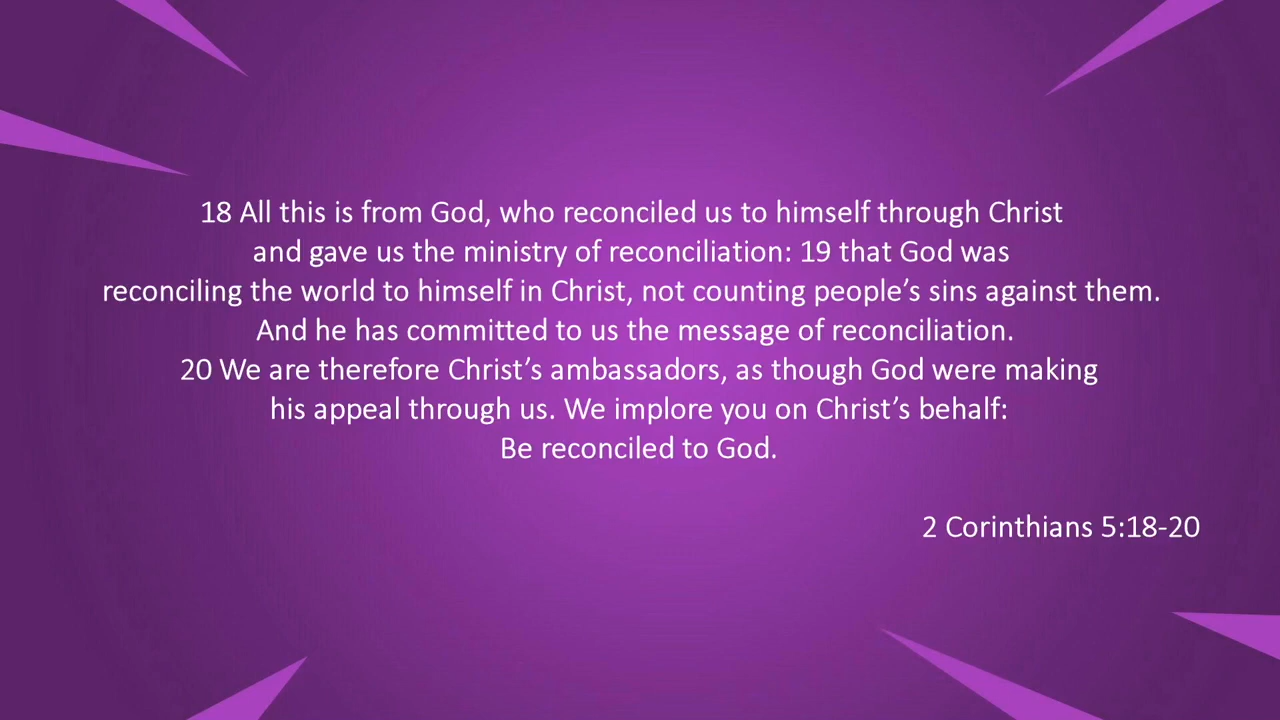 18 All this is from God, who reconciled us to himself through Christ
and gave us the ministry of reconciliation: 19 that God was
reconciling the world to himself in Christ, not counting people’s sins against them.
And he has committed to us the message of reconciliation.
20 We are therefore Christ’s ambassadors, as though God were making
his appeal through us. We implore you on Christ’s behalf:
Be reconciled to God.
2 Corinthians 5:18-20